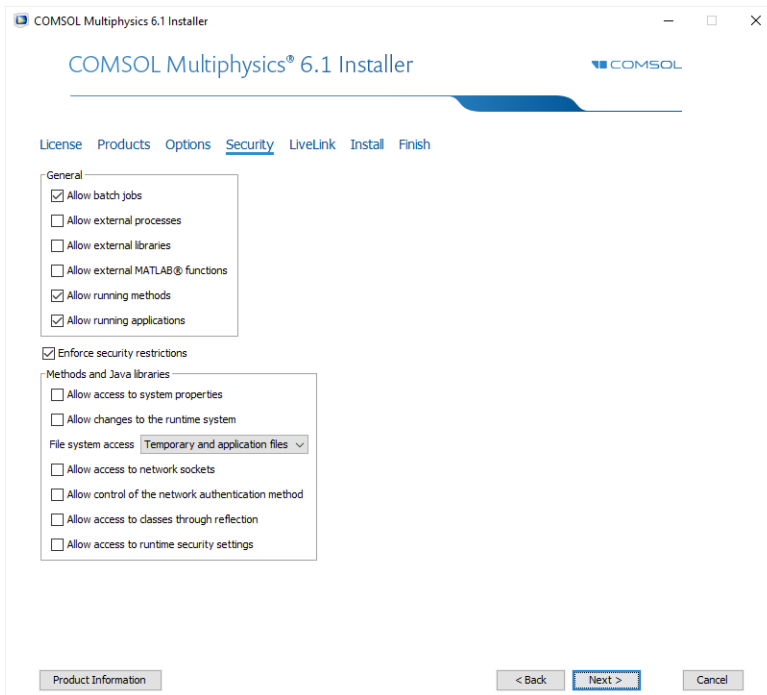 COMSOL Multiphysics 6.1 Installer
COMSOL Multiphysics® 6.1 Installer
COMSOL
License Products Options Security LiveLink Install Finish
General
Allow batch jobs
Allow external processes
Allow external libraries
Allow external MATLAB® functions
Allow running methods
Allow running applications
Enforce security restrictions
Methods and Java libraries
Allow access to system properties
Allow changes to the runtime system
File system access Temporary and application files
Allow access to network sockets
Allow control of the network authentication method
Allow access to classes through reflection
Allow access to runtime security settings
Product Information < Back Next > Cancel